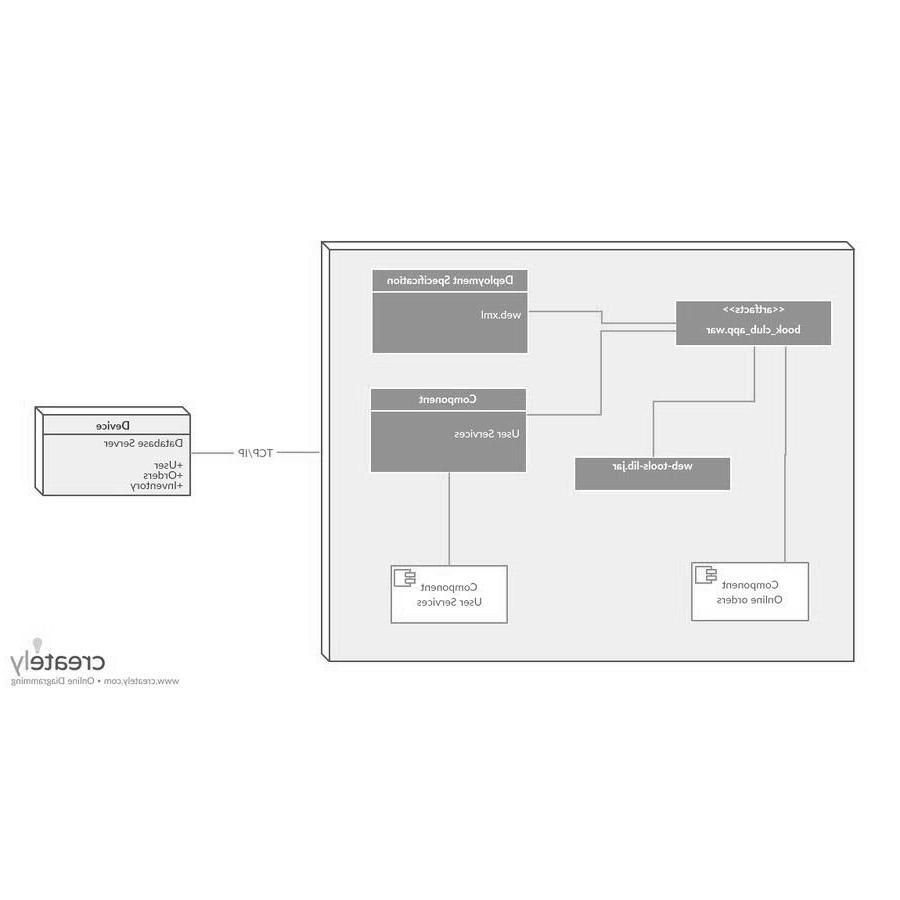 Deployment Specification
web.xml
<<artfacts>>
book_club_app.war
Component
User Services
web-tools-lib.jar
Device
Database Server
+User
+Orders
+Inventory
TCP/IP
Component
User Services
Component
Online orders
creately
www.creately.com • Online Diagramming